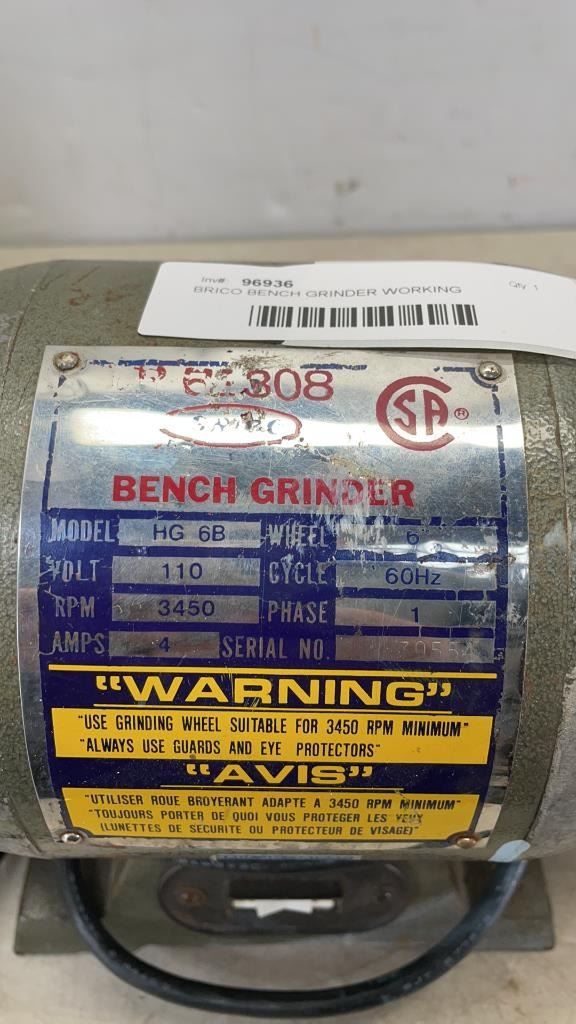 Inv#: 96936 Qty: 1
BRICO BENCH GRINDER WORKING
308
SA ®
BENCH GRINDER
MODEL HG 6B WHEEL 6
VOLT 110 CYCLE 60Hz
RPM 3450 PHASE 1
AMPS 4 SERIAL NO.
"WARNING"
"USE GRINDING WHEEL SUITABLE FOR 3450 RPM MINIMUM"
"ALWAYS USE GUARDS AND EYE PROTECTORS"
"AVIS"
"UTILISER ROUE BROYERANT ADAPTE A 3450 RPM MINIMUM"
"TOUJOURS PORTER DE QUOI VOUS PROTEGER LES YEUX
(LUNETTES DE SECURITE OU PROTECTEUR DE VISAGE)"